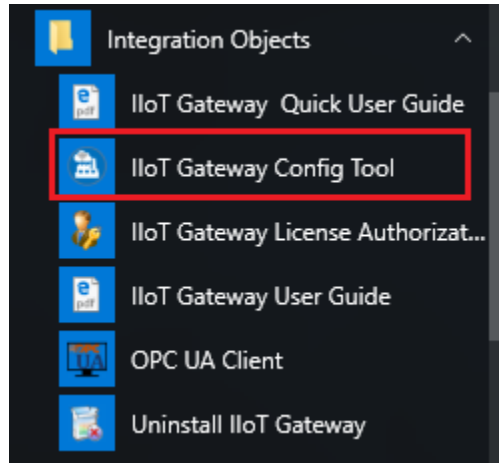 Integration Objects
IIoT Gateway  Quick User Guide
IIoT Gateway Config Tool
IIoT Gateway License Authorizat...
IIoT Gateway User Guide
OPC UA Client
Uninstall IIoT Gateway